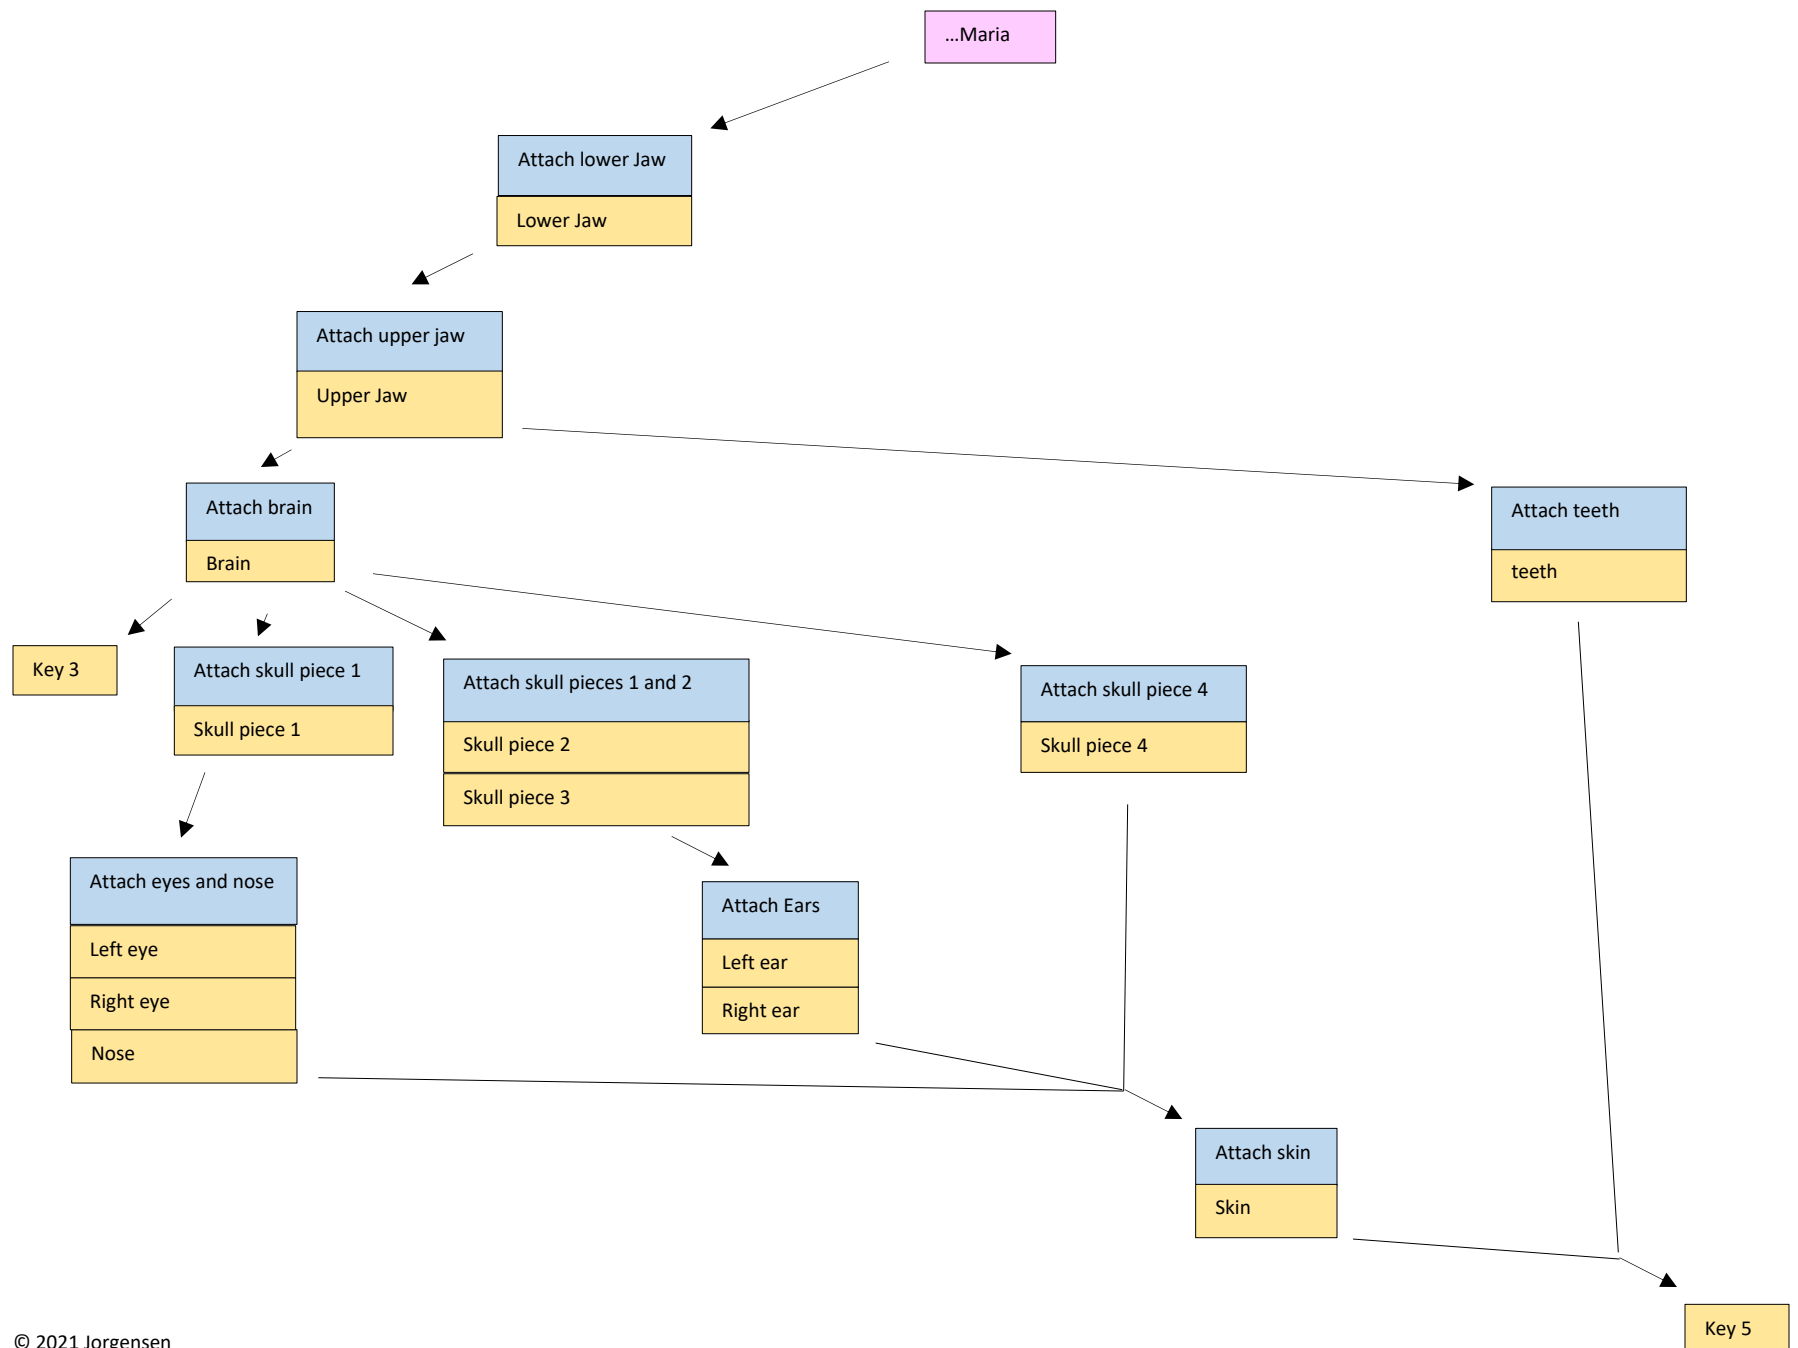 ...Maria
Attach lower Jaw
Lower Jaw
Attach upper jaw
Upper Jaw
Attach brain
Brain
Attach teeth
teeth
Key 3
Attach skull piece 1
Skull piece 1
Attach skull pieces 1 and 2
Skull piece 2
Skull piece 3
Attach skull piece 4
Skull piece 4
Attach eyes and nose
Left eye
Right eye
Nose
Attach Ears
Left ear
Right ear
Attach skin
Skin
Key 5
© 2021 Jorgensen